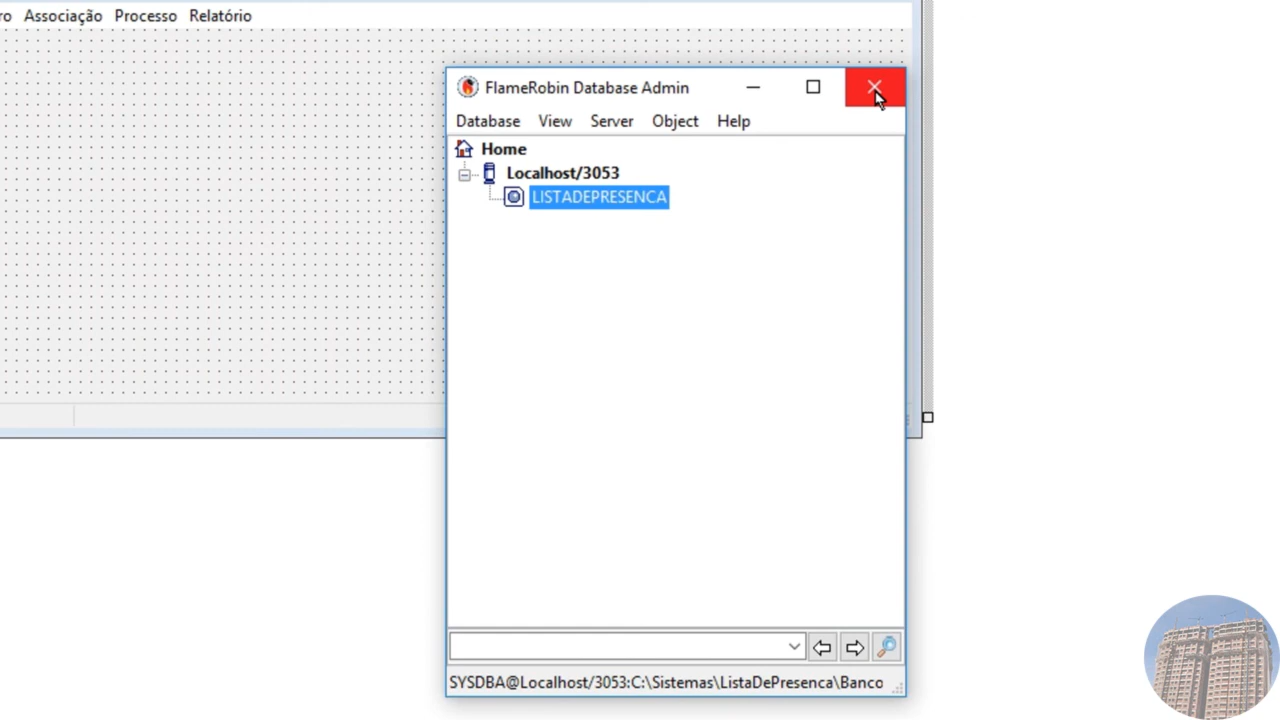 Associação Processo Relatório
FlameRobin Database Admin
Database View Server Object Help
Home
Localhost/3053
LISTADEPRESENCA
SYSDBA@Localhost/3053:C:\Sistemas\ListaDePresenca\Banco